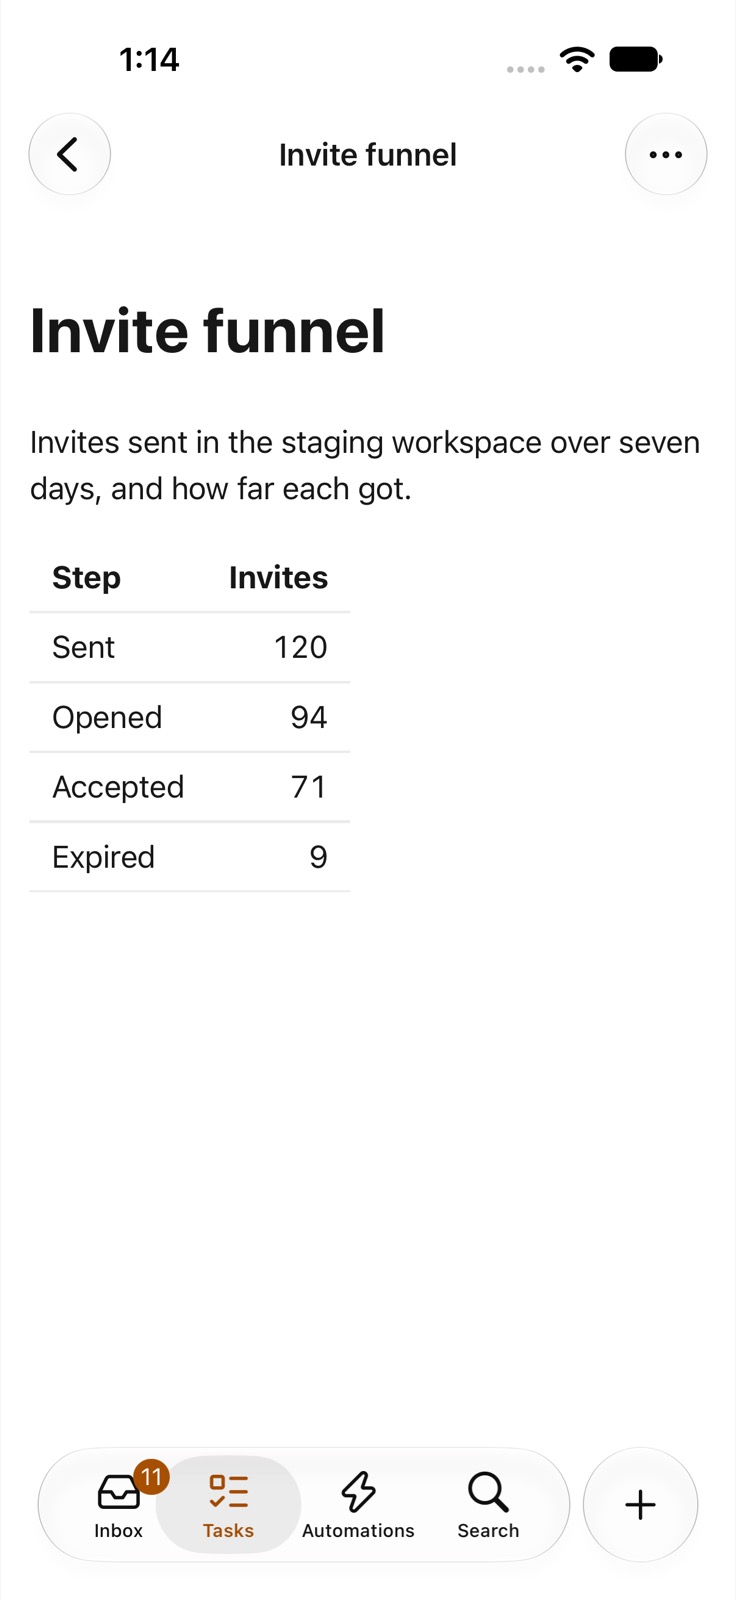 1:14
Invite funnel
Invite funnel
Invites sent in the staging workspace over seven
days, and how far each got.
Step Invites
Sent 120
Opened 94
Accepted 71
Expired 9
11
Inbox Tasks Automations Search